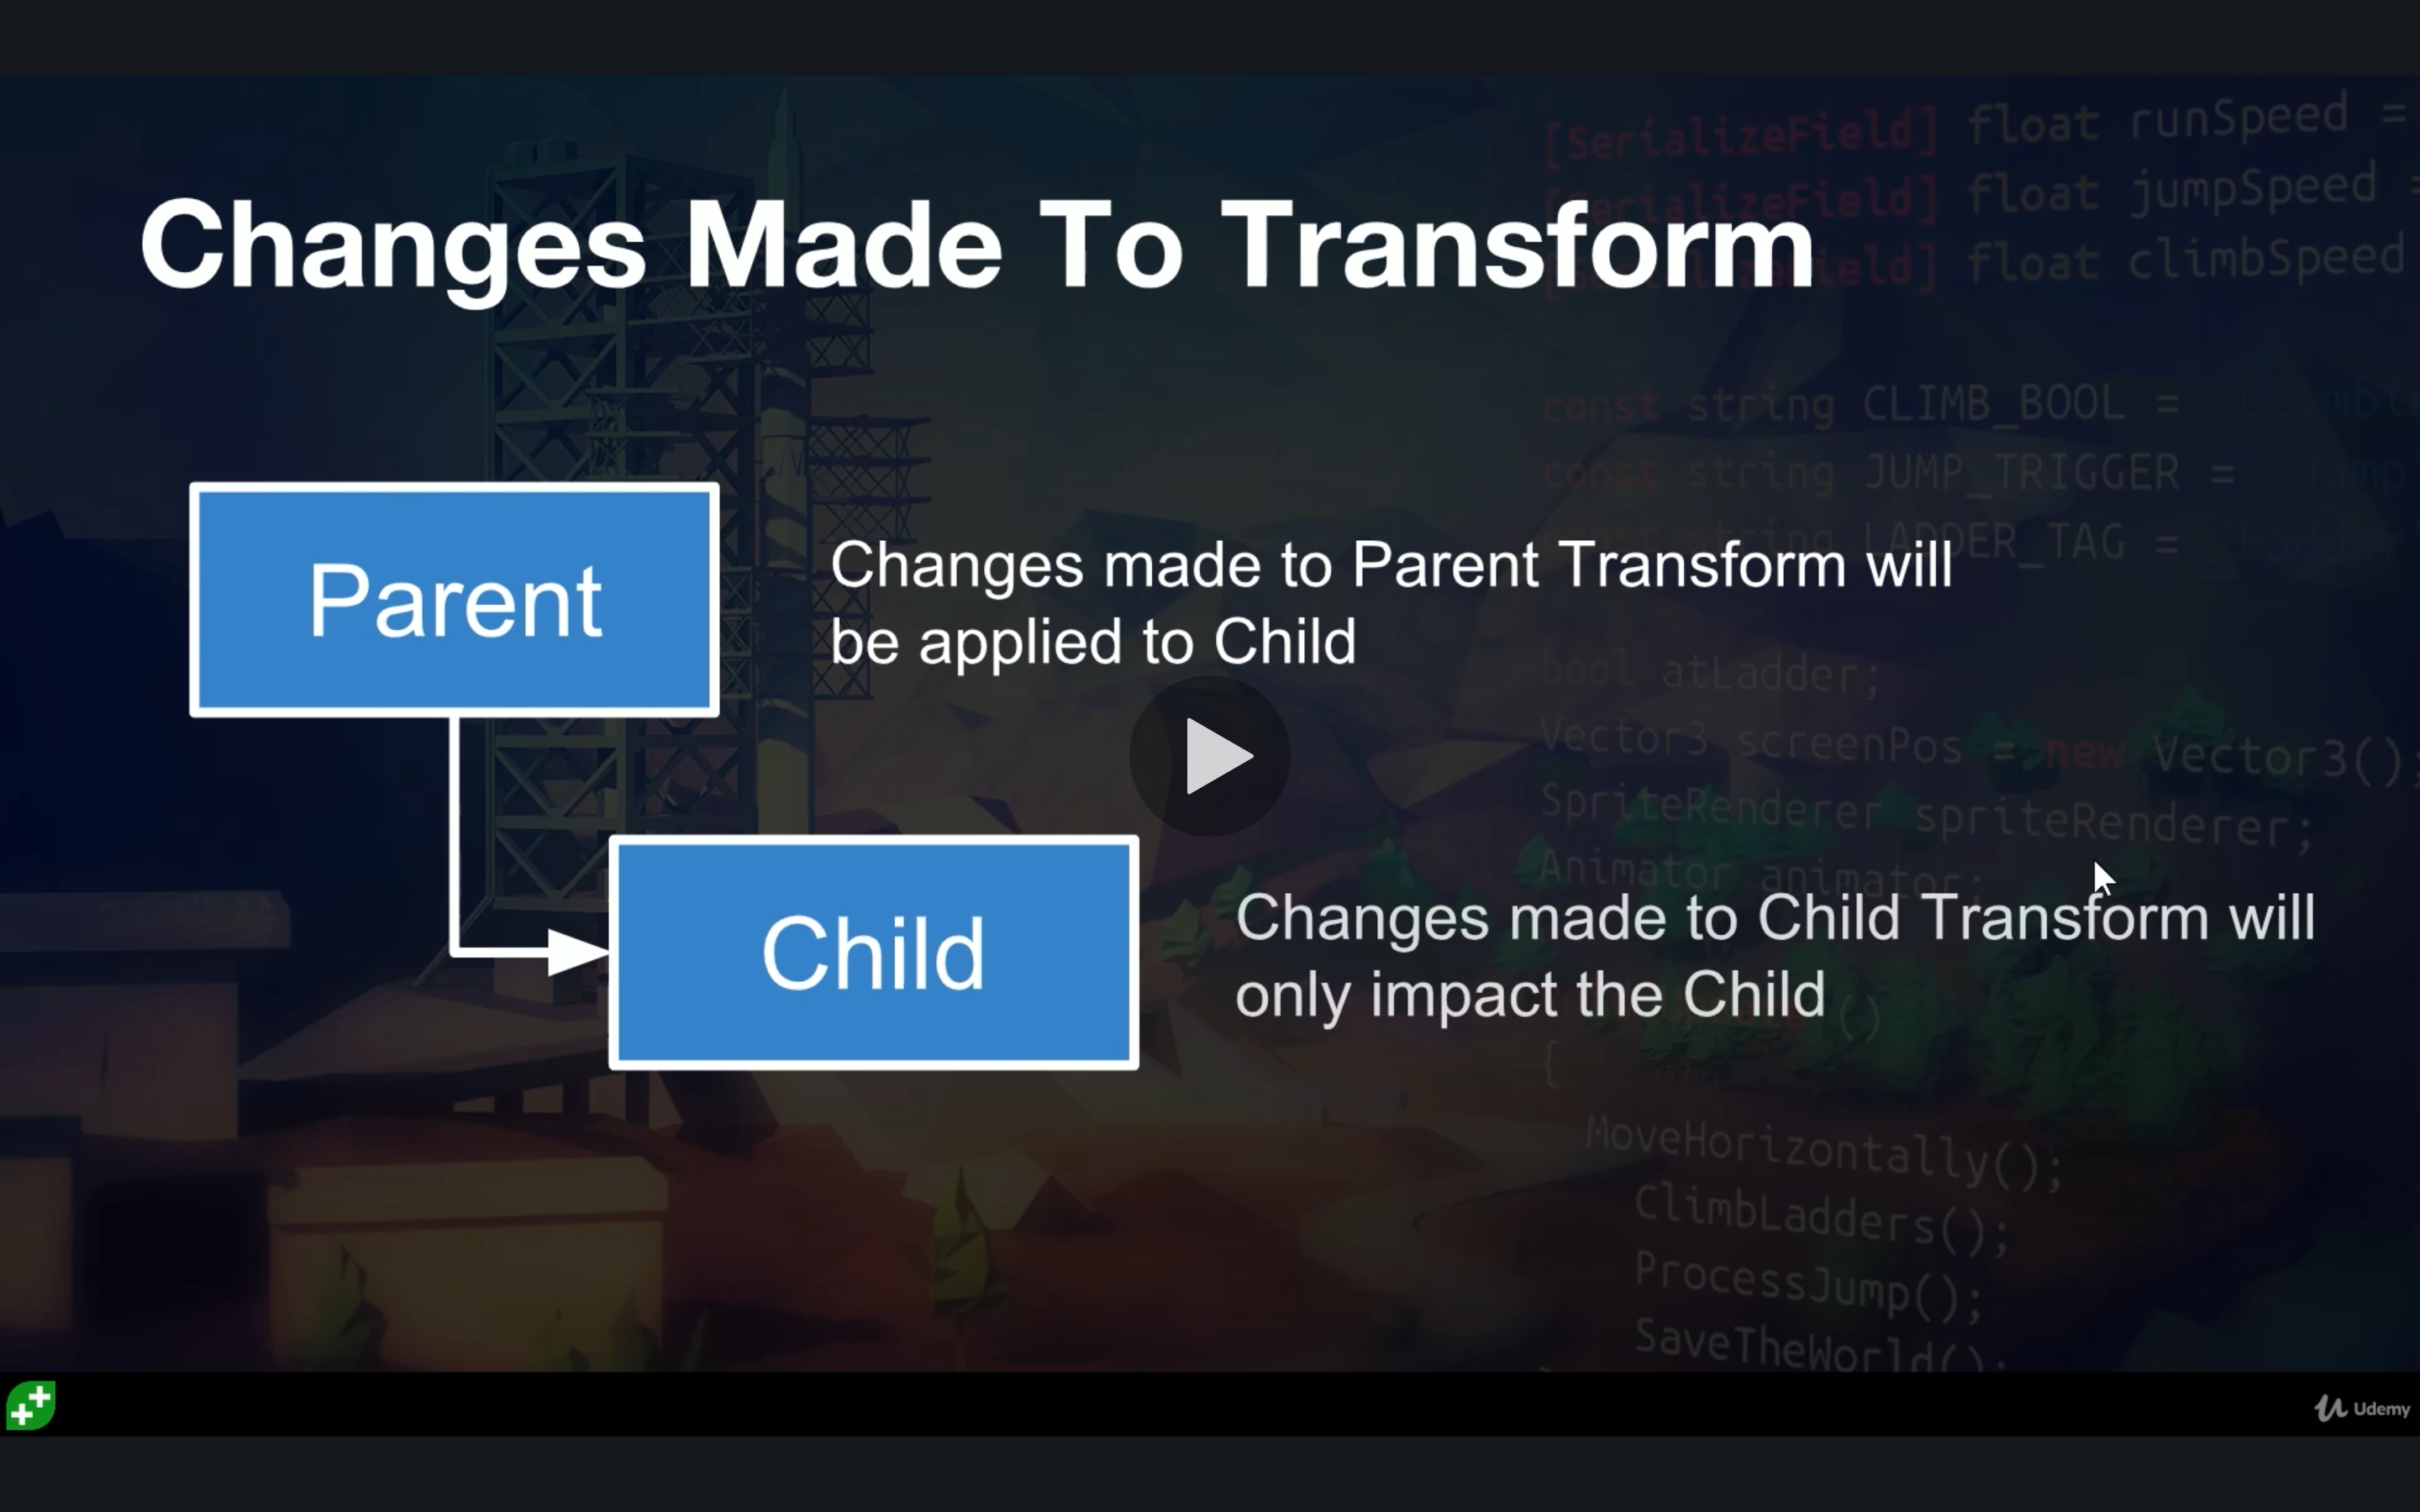 Changes Made To Transform
[SerializeField] float runSpeed =
[SerializeField] float jumpSpeed =
[SerializeField] float climbSpeed
const string CLIMB_BOOL =
const string JUMP_TRIGGER =
const string LADDER_TAG =
Parent
Changes made to Parent Transform will
be applied to Child
bool atLadder;
Vector3 screenPos = new Vector3();
SpriteRenderer spriteRenderer;
Animator animator;
Child
Changes made to Child Transform will
only impact the Child
()
{
MoveHorizontally();
ClimbLadders();
ProcessJump();
SaveTheWorld();
Udemy